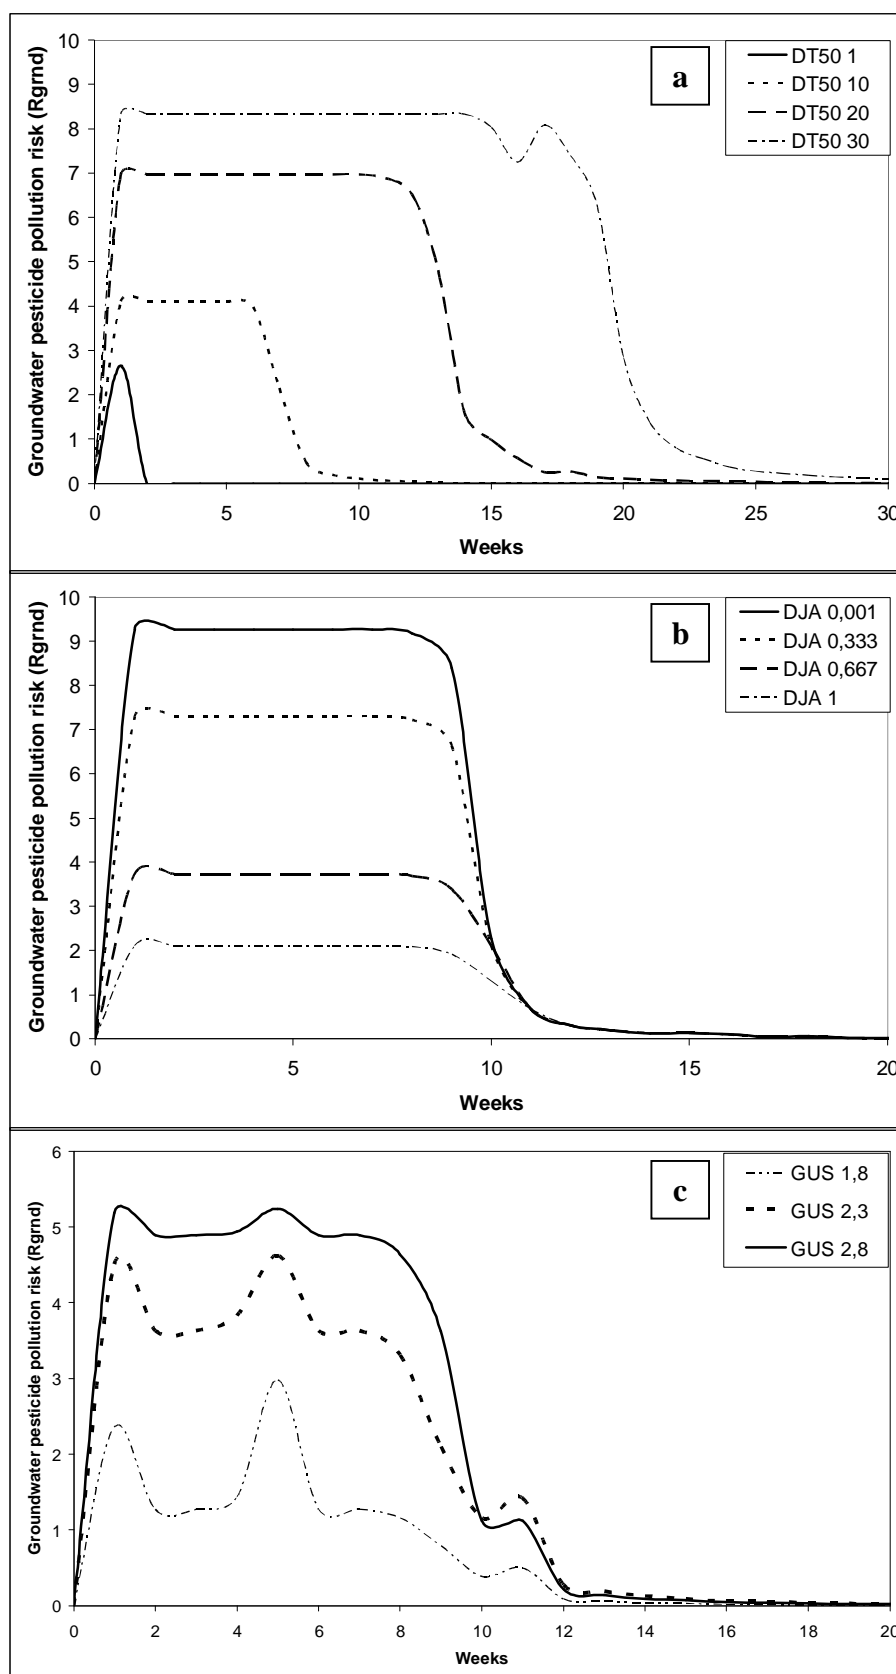 Groundwater pesticide pollution risk (Rgrnd)
10
9
8
7
6
5
4
3
2
1
0
a
DT50 1
DT50 10
DT50 20
DT50 30
0 5 10 15 20 25 30
Weeks
Groundwater pesticide pollution risk (Rgrnd)
10
9
8
7
6
5
4
3
2
1
0
b
DJA 0,001
DJA 0,333
DJA 0,667
DJA 1
0 5 10 15 20
Weeks
Groundwater pesticide pollution risk (Rgrnd)
6
5
4
3
2
1
0
c
GUS 1,8
GUS 2,3
GUS 2,8
0 2 4 6 8 10 12 14 16 18 20
Weeks